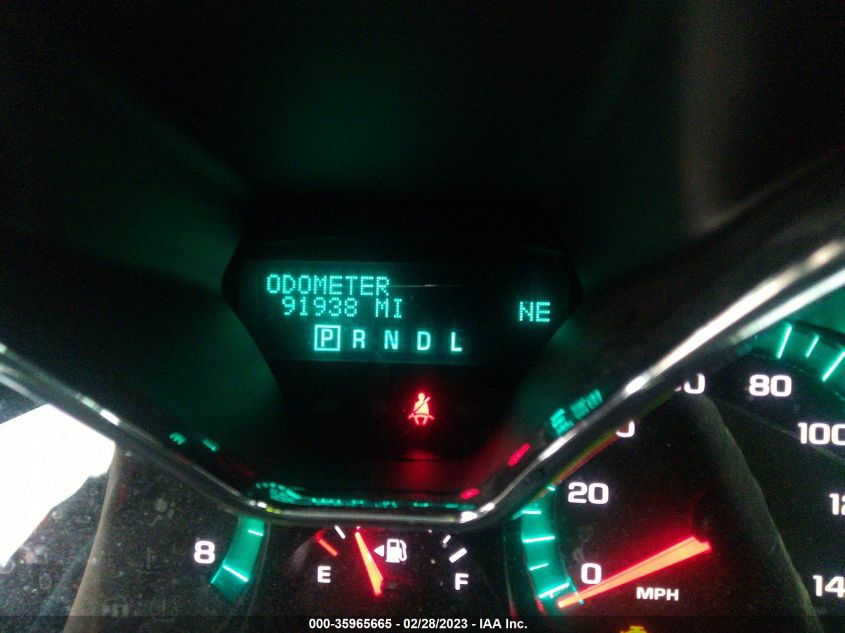 ODOMETER
91938 MI
NE
P R N D L
80
100
20
8
0
E
F
MPH
000-35965665 - 02/28/2023 - IAA Inc.